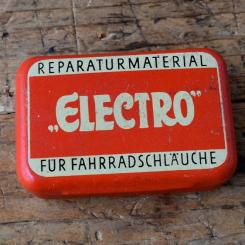 REPARATURMATERIAL
„ELECTRO"
FÜR FAHRRADSCHLÄUCHE